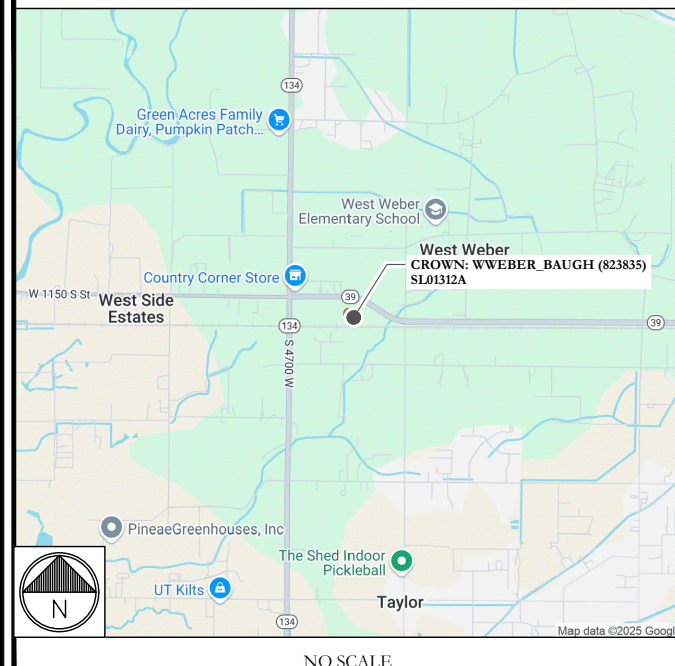 134
Green Acres Family
Dairy, Pumpkin Patch...
West Weber
Elementary School
West Weber
CROWN: WWEBER_BAUGH (823835)
SL01312A
Country Corner Store
W 1150 S St
West Side
Estates
39
134
39
S 4700 W
PineaeGreenhouses, Inc
The Shed Indoor
Pickleball
UT Kilts
Taylor
N
134
Map data ©2025 Googl
NO SCALE